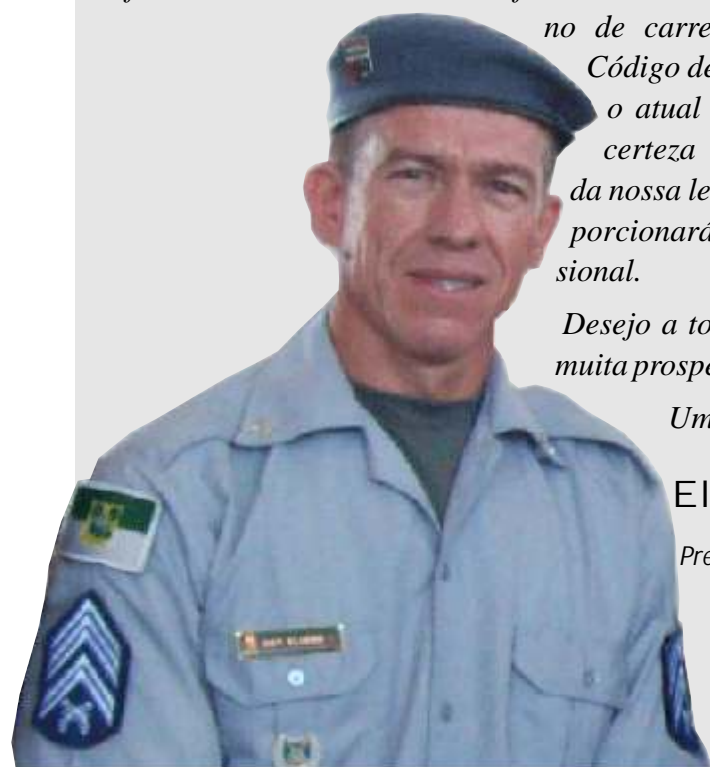 no de carre
Código de
o atual
certeza
da nossa le
porcionará
sional.
Desejo a to
muita prospe
Um
El
Pre